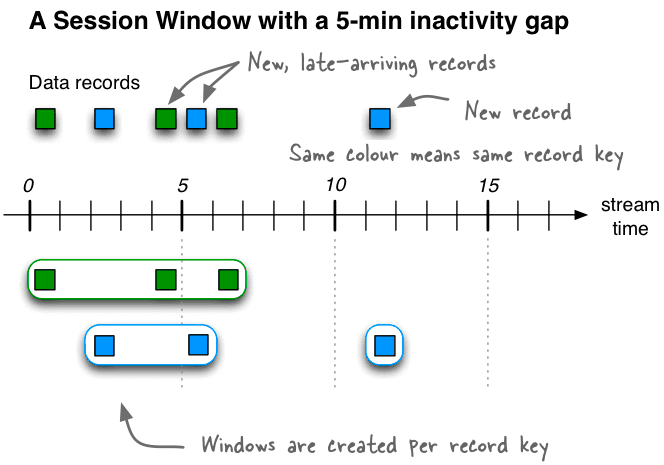 A Session Window with a 5-min inactivity gap
New, late-arriving records
Data records
New record
Same colour means same record key
0 5 10 15
stream
time
Windows are created per record key